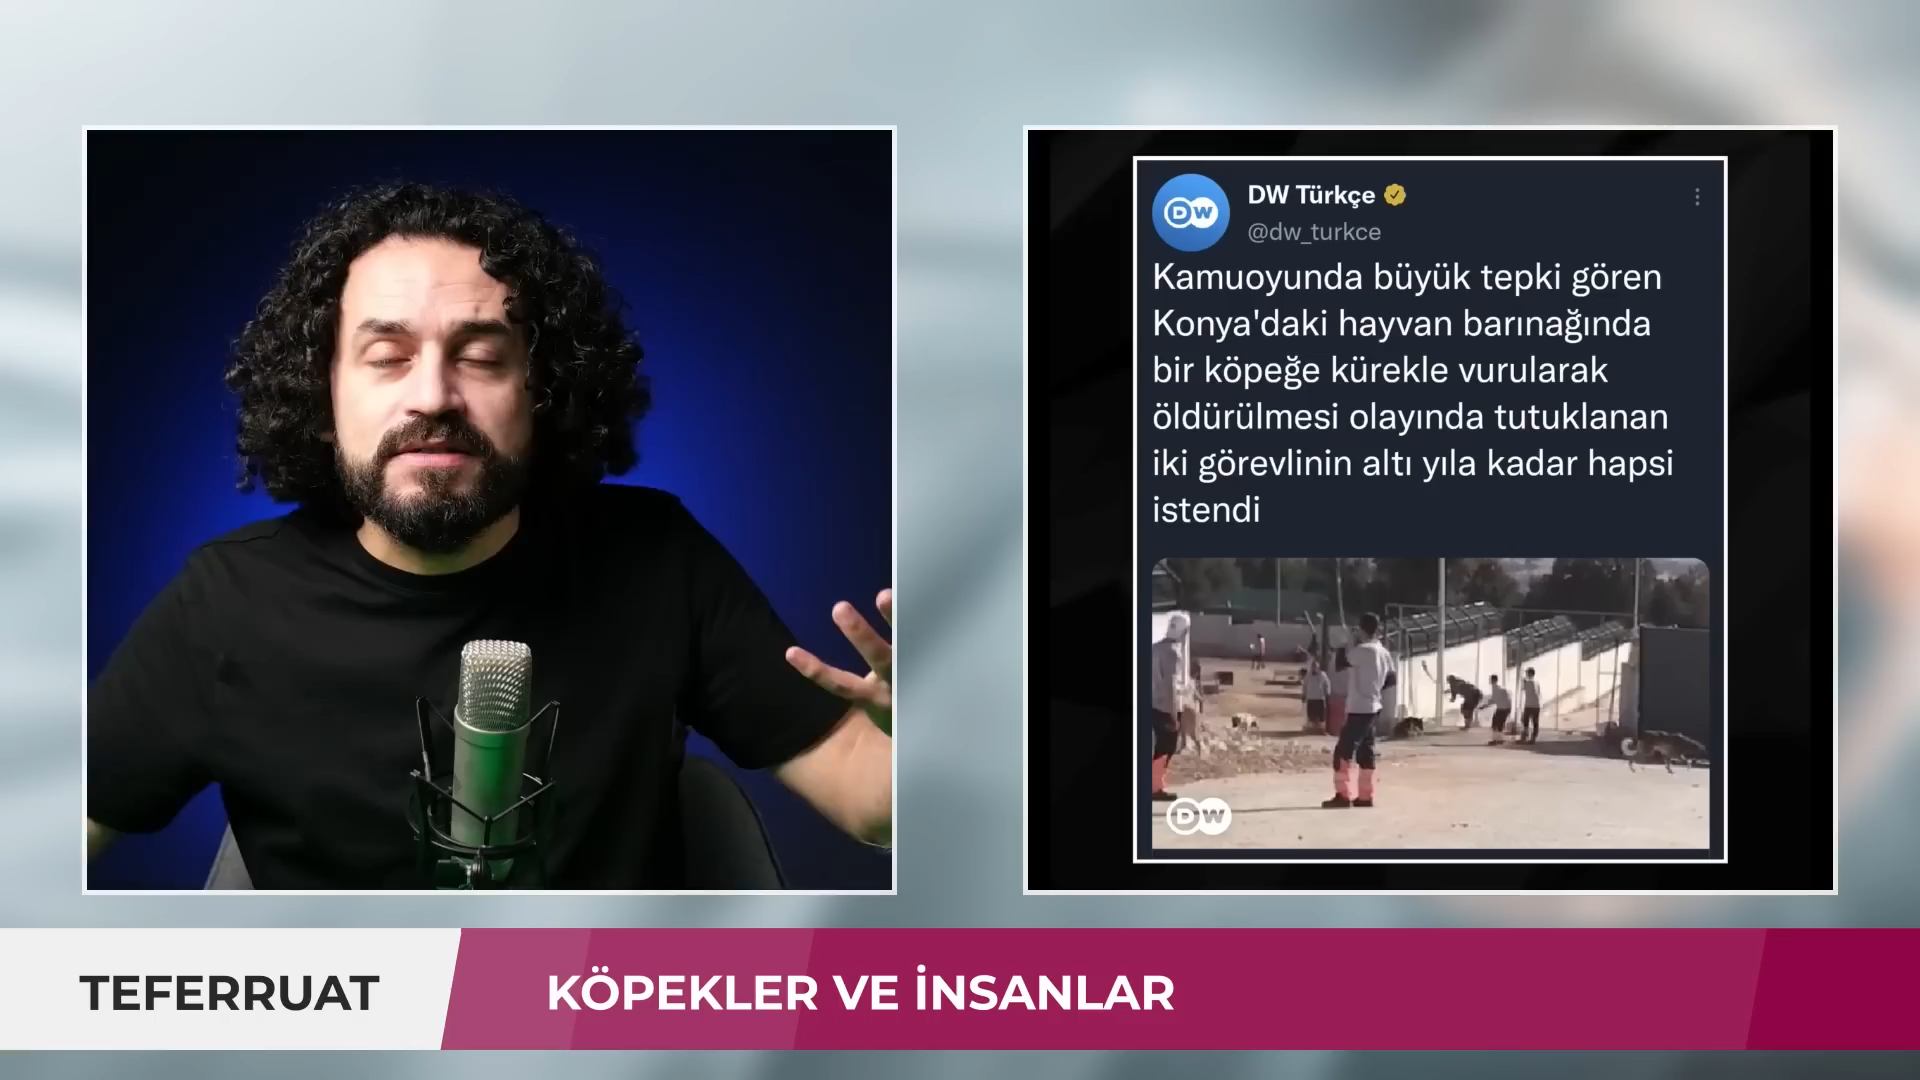 DW Türkçe
@dw_turkce
Kamuoyunda büyük tepki gören
Konya'daki hayvan barınağında
bir köpeğe kürekle vurularak
öldürülmesi olayında tutuklanan
iki görevlinin altı yıla kadar hapsi
istendi
DW
DW
TEFERRUAT
KÖPEKLER VE İNSANLAR